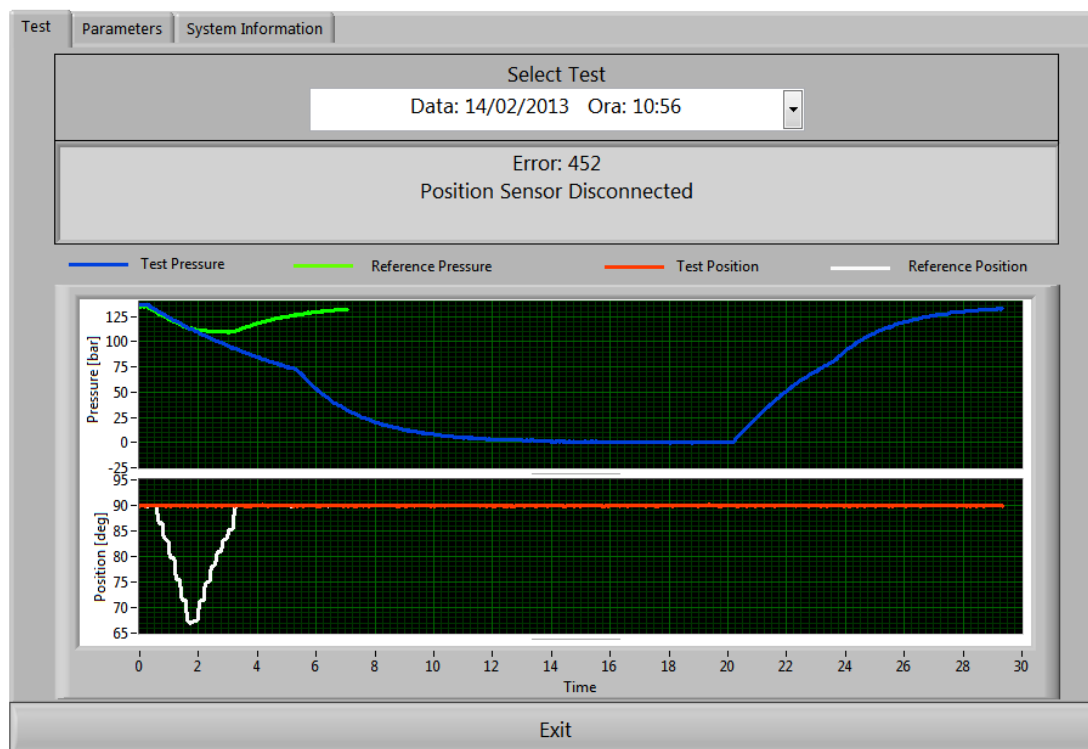 Test Parameters System Information
Select Test
Data: 14/02/2013 Ora: 10:56
Error: 452
Position Sensor Disconnected
Test Pressure Reference Pressure Test Position Reference Position
Pressure [bar]
125
100
75
50
25
0
-25
Position [deg]
95
90
85
80
75
70
65
0 2 4 6 8 10 12 14 16 18 20 22 24 26 28 30
Time
Exit